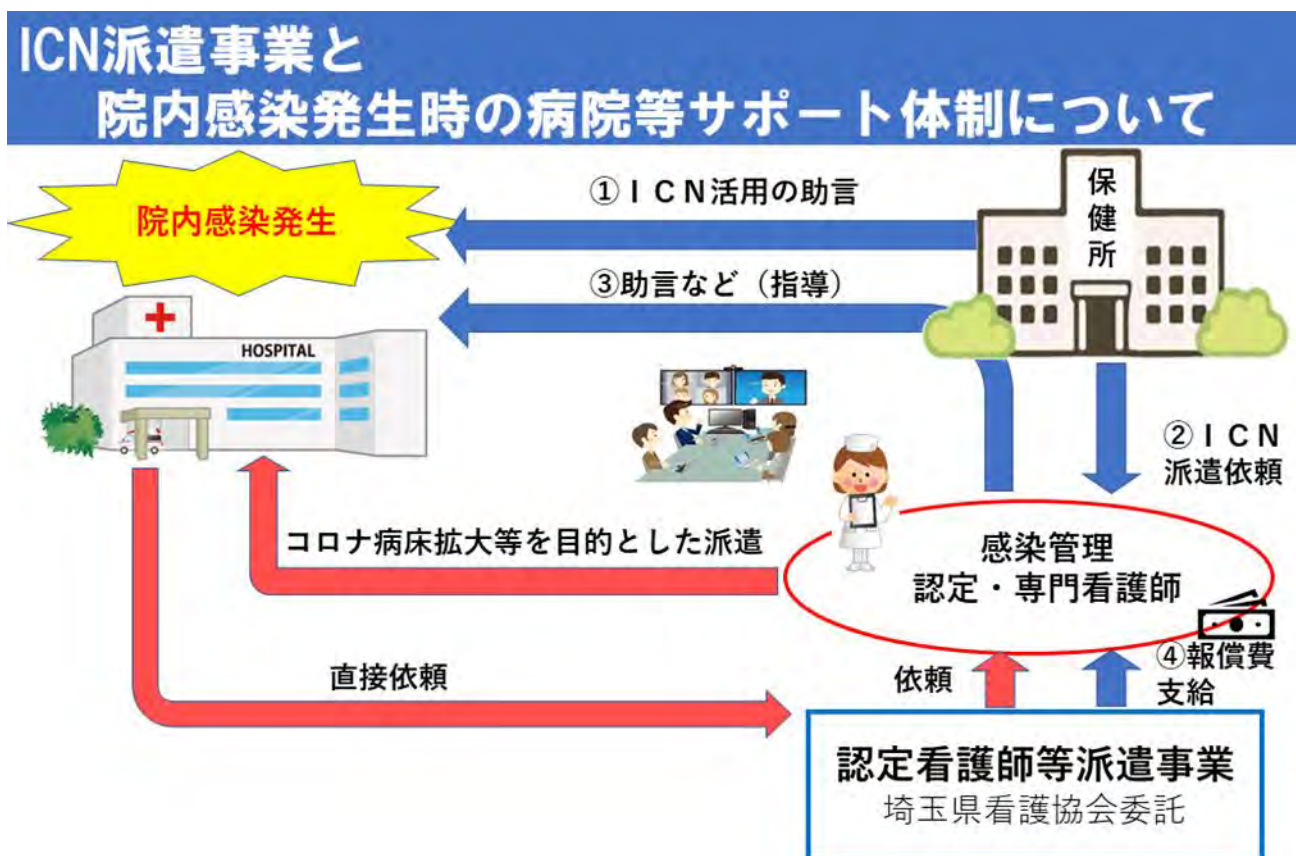 ICN派遣事業と
院内感染発生時の病院等サポート体制について
院内感染発生
①ＩＣＮ活用の助言
保健所
③助言など（指導）
HOSPITAL
②ＩＣＮ
派遣依頼
コロナ病床拡大等を目的とした派遣
感染管理
認定・専門看護師
直接依頼
依頼
④報償費
支給
認定看護師等派遣事業
埼玉県看護協会委託